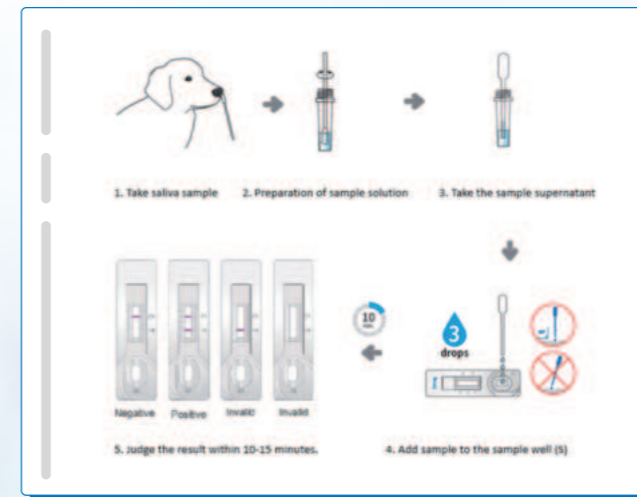 1. Take saliva sample
2. Preparation of sample solution
3. Take the sample supernatant
3
drops
4. Add sample to the sample well (S)
10
Negative
Positive
Invalid
Invalid
5. Judge the result within 10-15 minutes.